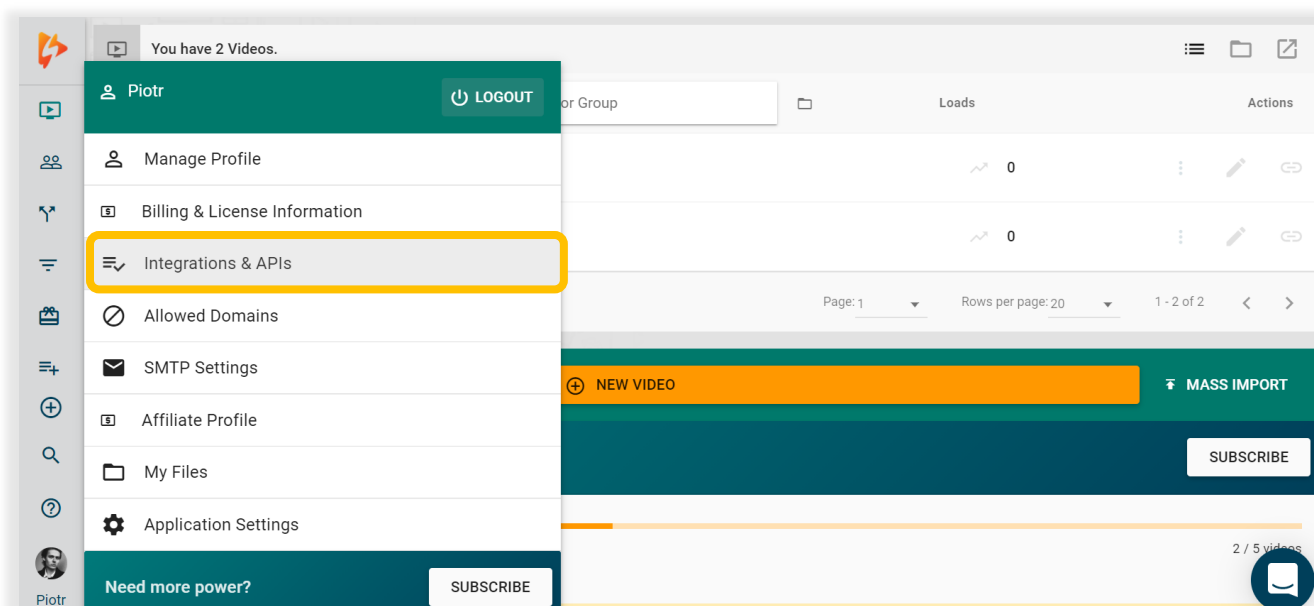 You have 2 Videos.
Piotr
LOGOUT
or Group
Loads
Actions
Manage Profile
0
Billing & License Information
0
Integrations & APIs
Page: 1
Rows per page: 20
1 - 2 of 2
Allowed Domains
SMTP Settings
NEW VIDEO
MASS IMPORT
Affiliate Profile
SUBSCRIBE
My Files
Application Settings
2 / 5 videos
Need more power?
SUBSCRIBE
Piotr